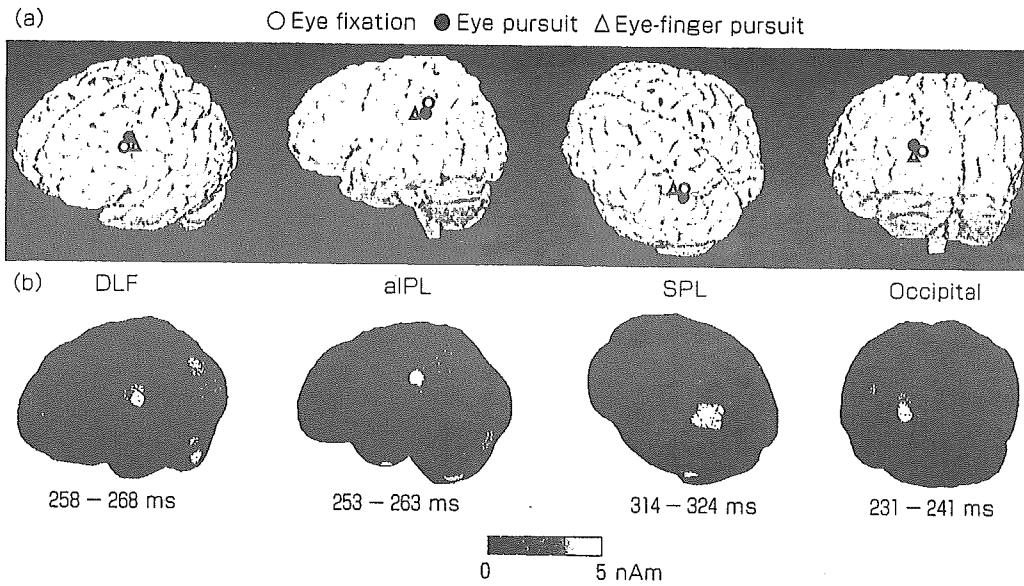 (a)
○ Eye fixation ● Eye pursuit △ Eye-finger pursuit
(b)
DLF aIPL SPL Occipital
258 – 268 ms 253 – 263 ms 314 – 324 ms 231 – 241 ms
0 5 nAm